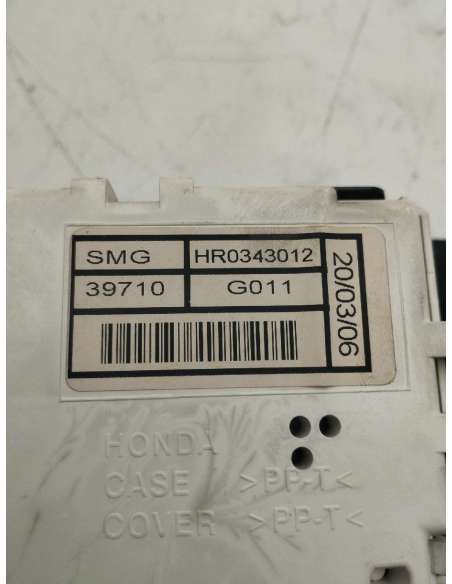 SMG HR0343012
39710 G011
20/03/06
HONDA
CASE >PP-T<
COVER >PP-T<